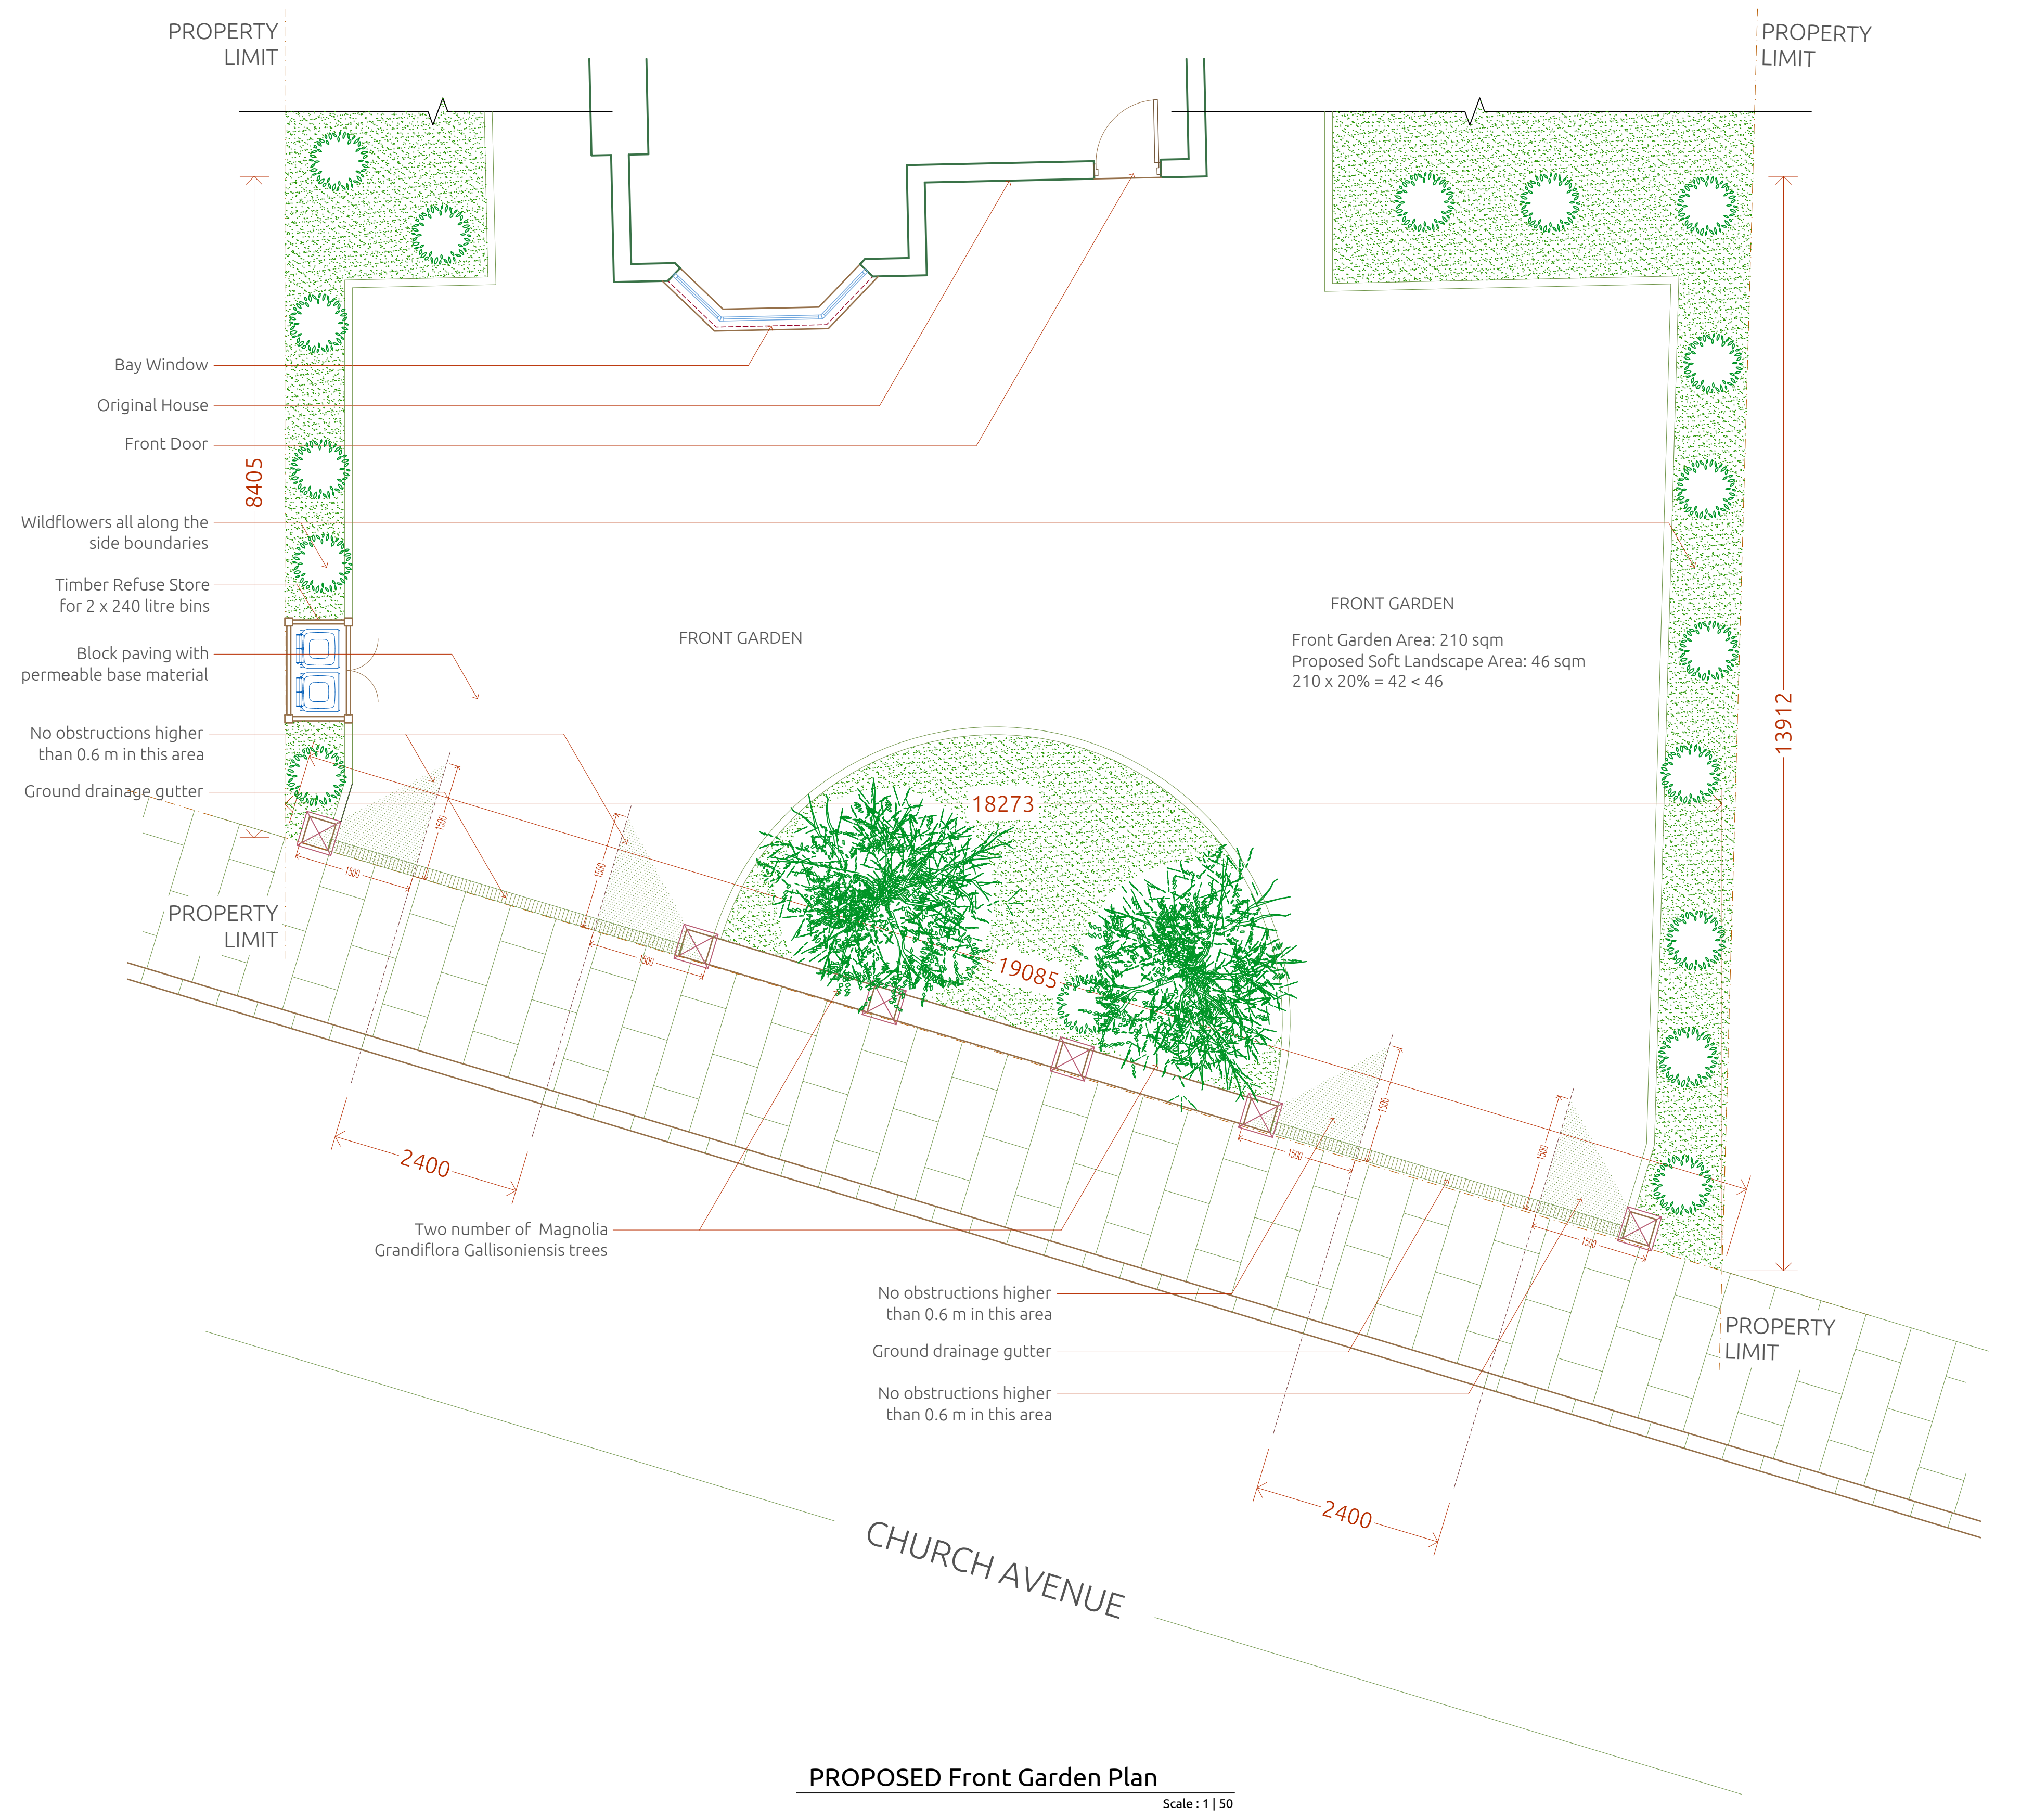 PROPERTY
LIMIT
PROPERTY
LIMIT
Bay Window
Original House
Front Door
8405
Wildflowers all along the
side boundaries
Timber Refuse Store
for 2 x 240 litre bins
Block paving with
permeable base material
No obstructions higher
than 0.6 m in this area
Ground drainage gutter
FRONT GARDEN
FRONT GARDEN
Front Garden Area: 210 sqm
Proposed Soft Landscape Area: 46 sqm
210 x 20% = 42 < 46
13912
18273
19085
1500
1500
1500
1500
PROPERTY
LIMIT
1500
1500
1500
1500
2400
Two number of Magnolia
Grandiflora Gallisoniensis trees
No obstructions higher
than 0.6 m in this area
Ground drainage gutter
No obstructions higher
than 0.6 m in this area
PROPERTY
LIMIT
2400
CHURCH AVENUE
PROPOSED Front Garden Plan
Scale : 1 | 50